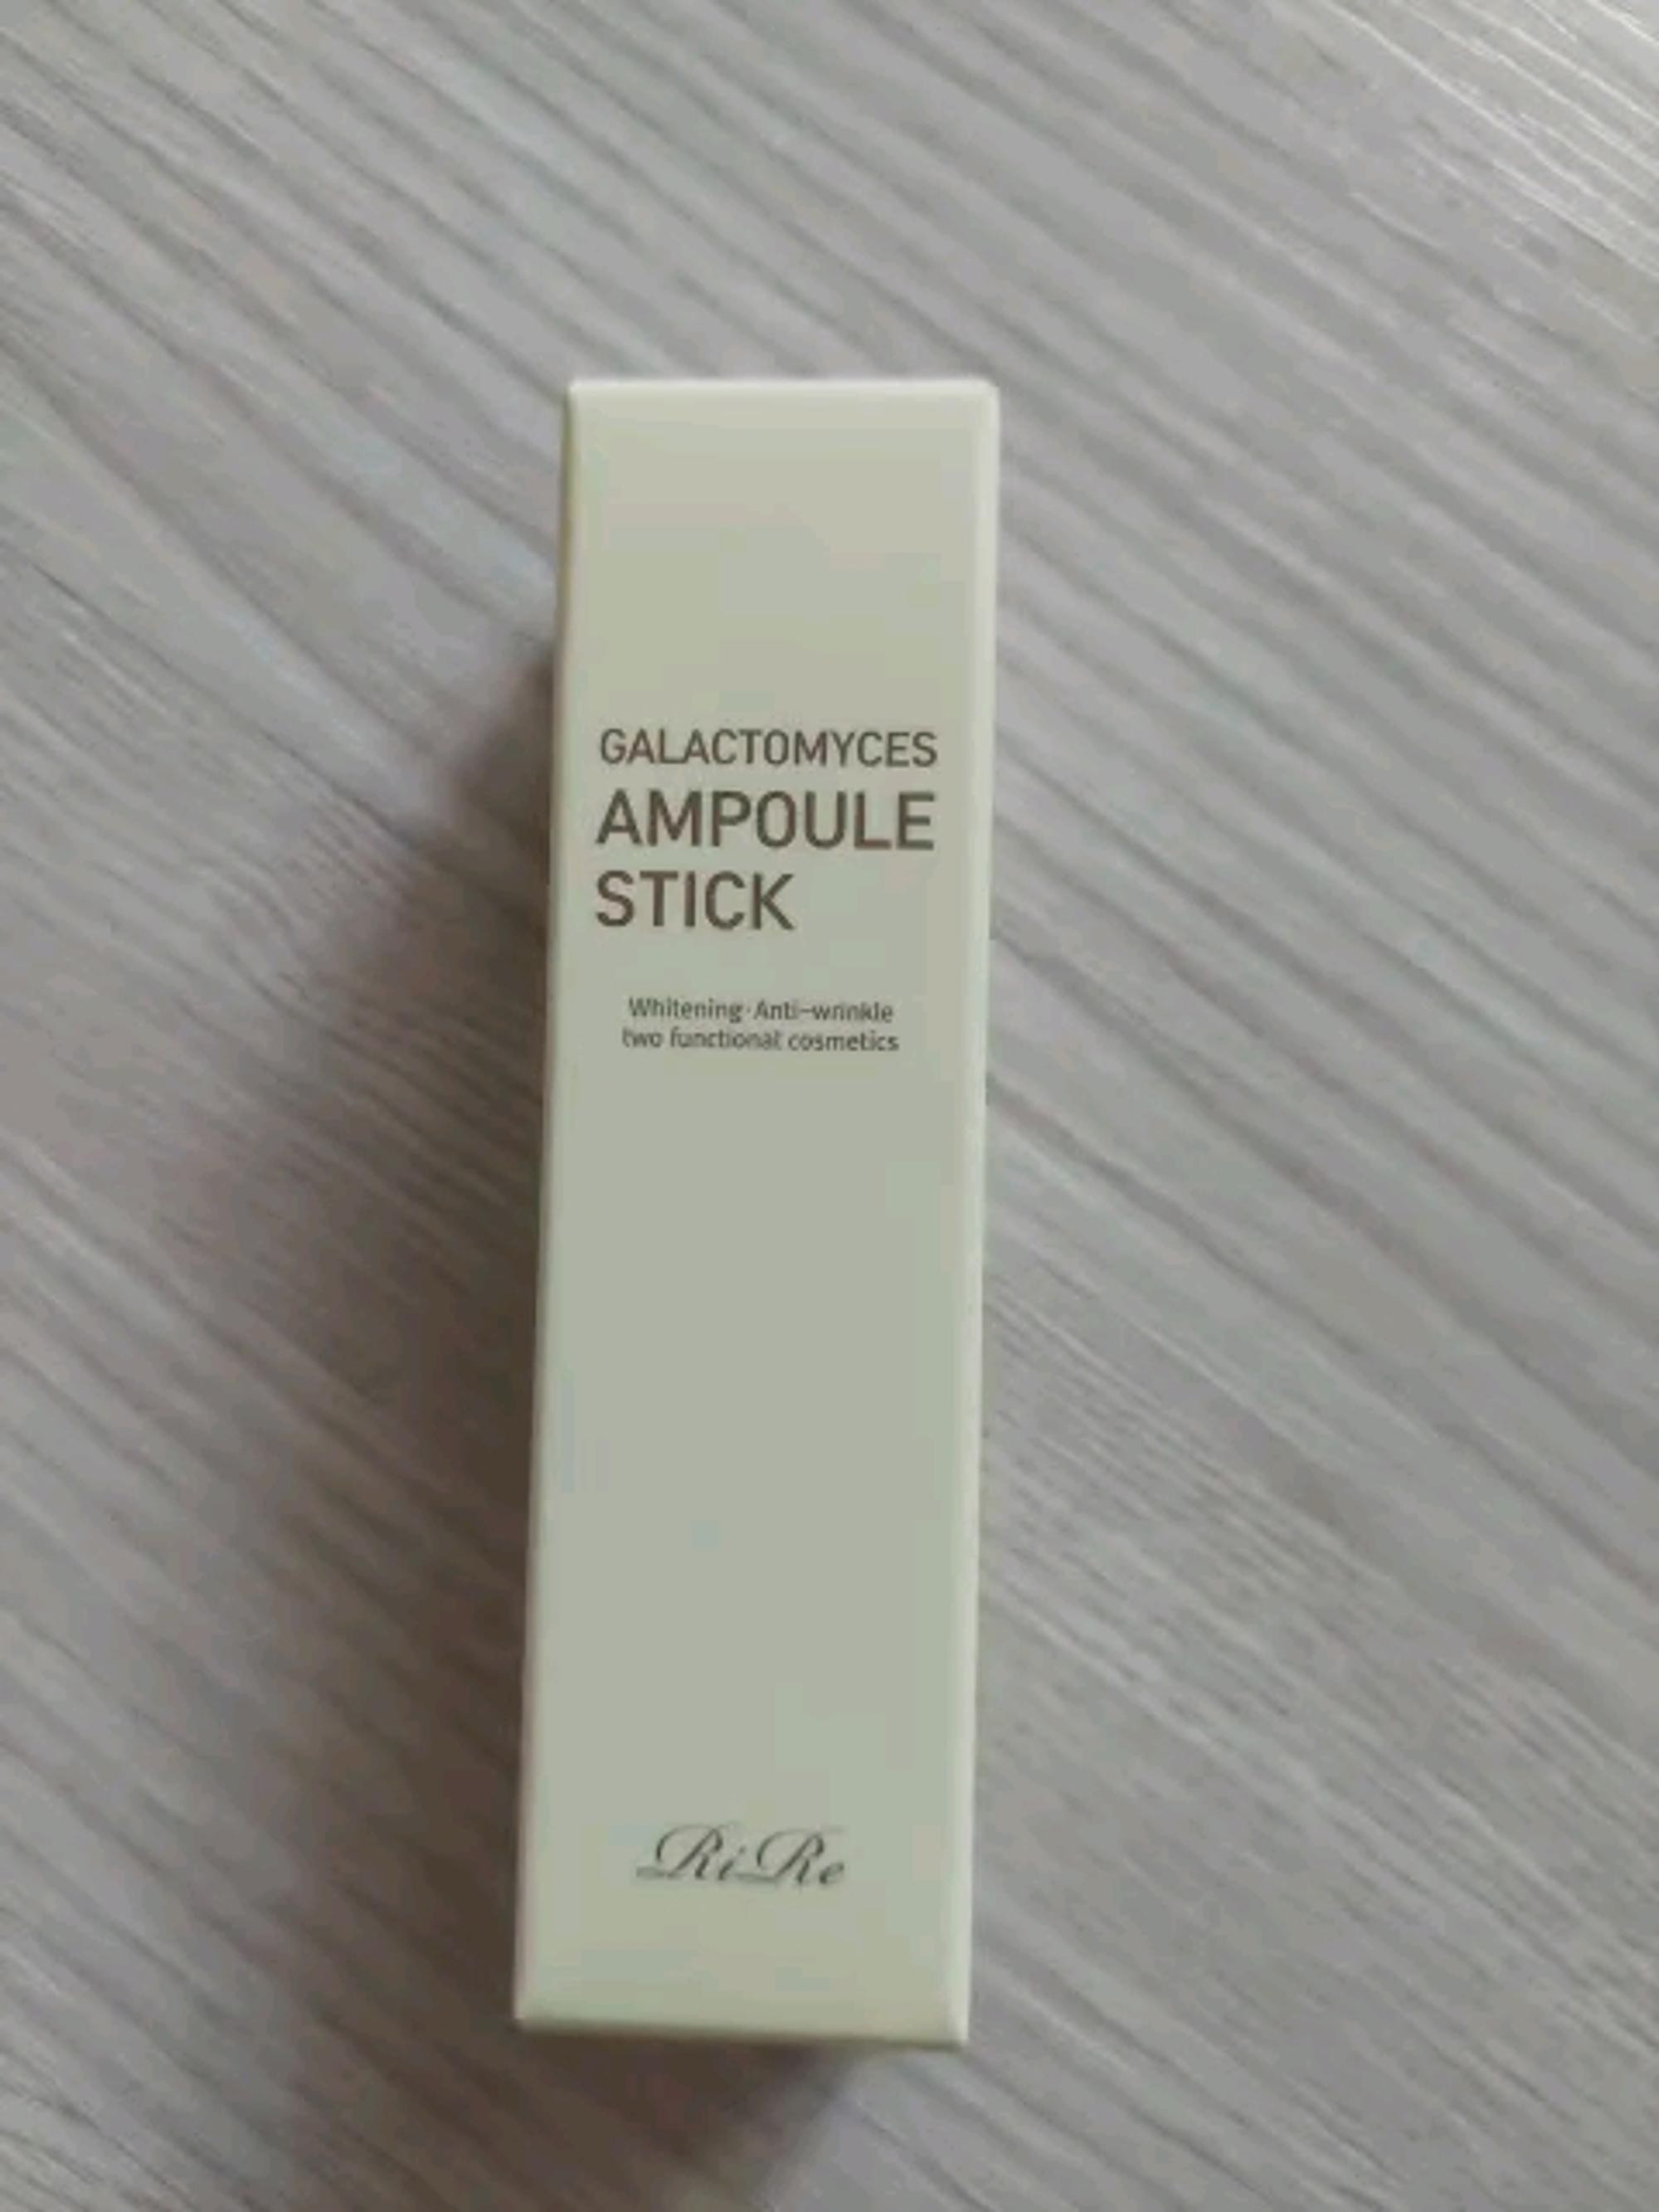 GALACTOMYCES
AMPOULE
STICK
Whitening·Anti-wrinkle
two functional cosmetics
RiRe